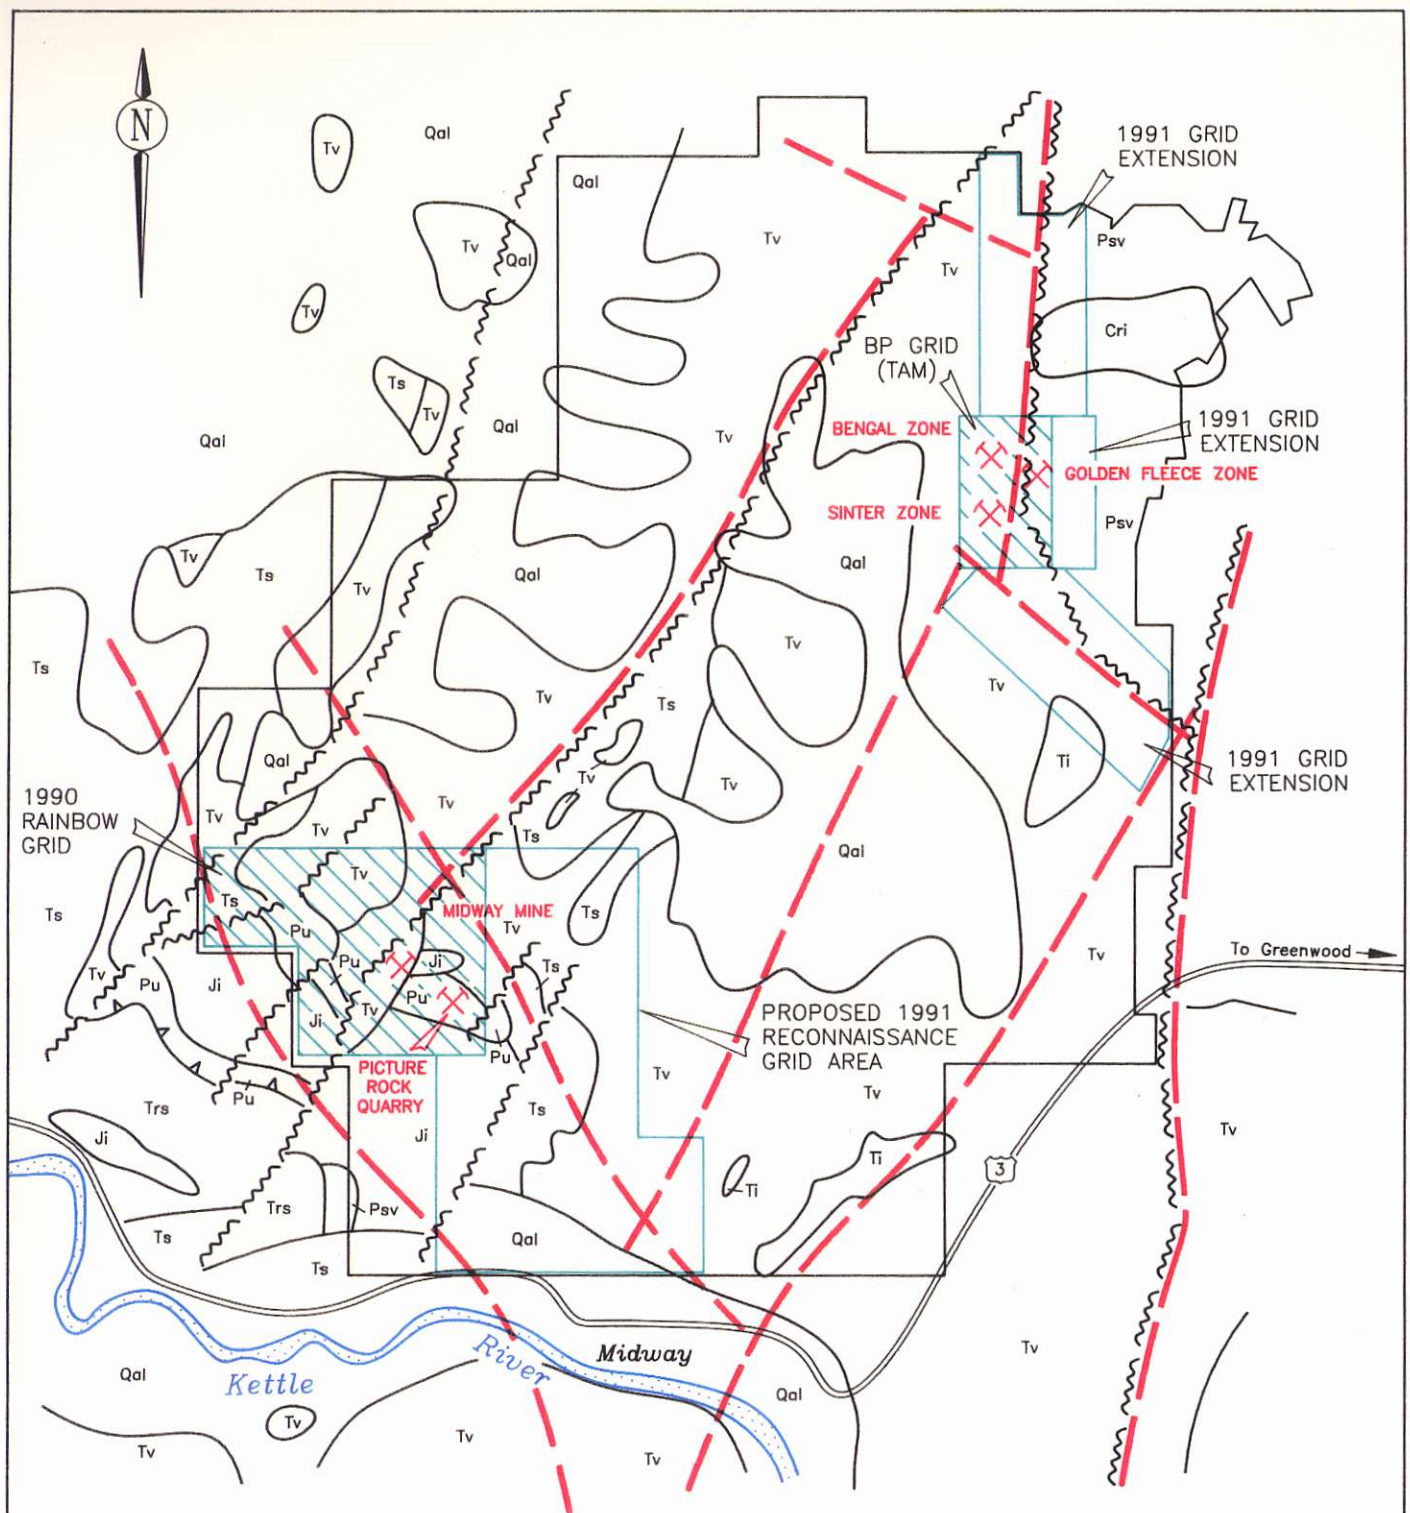 N
Qal
Tv
Qal
1991 GRID
EXTENSION
Tv
Qal
Tv
Psv
Tv
Tv
Cri
BP GRID
(TAM)
Ts
Tv
Qal
Qal
Tv
BENGAL ZONE
1991 GRID
EXTENSION
GOLDEN FLEECE ZONE
SINTER ZONE
Psv
Tv
Ts
Tv
Qal
Qal
Tv
Ts
Tv
Ts
Tv
Qal
Ti
1991 GRID
EXTENSION
Tv
Tv
1990
RAINBOW
GRID
Tv
Tv
Tv
Ts
Qal
Tv
Ts
Ts
Ts
MIDWAY MINE
Tv
Pu
Tv
To Greenwood
Tv
Pu
Ji
Pu
Ji
Ts
Pu
Tv
Ji
PROPOSED 1991
RECONNAISSANCE
GRID AREA
Pu
PICTURE
ROCK
QUARRY
Tv
Tv
Pu
Trs
Ts
Ji
Ji
Tv
Ti
3
Ti
Trs
Psv
Ts
Qal
Ts
River
Midway
Tv
Qal
Kettle
Qal
Tv
Tv
Tv
Tv